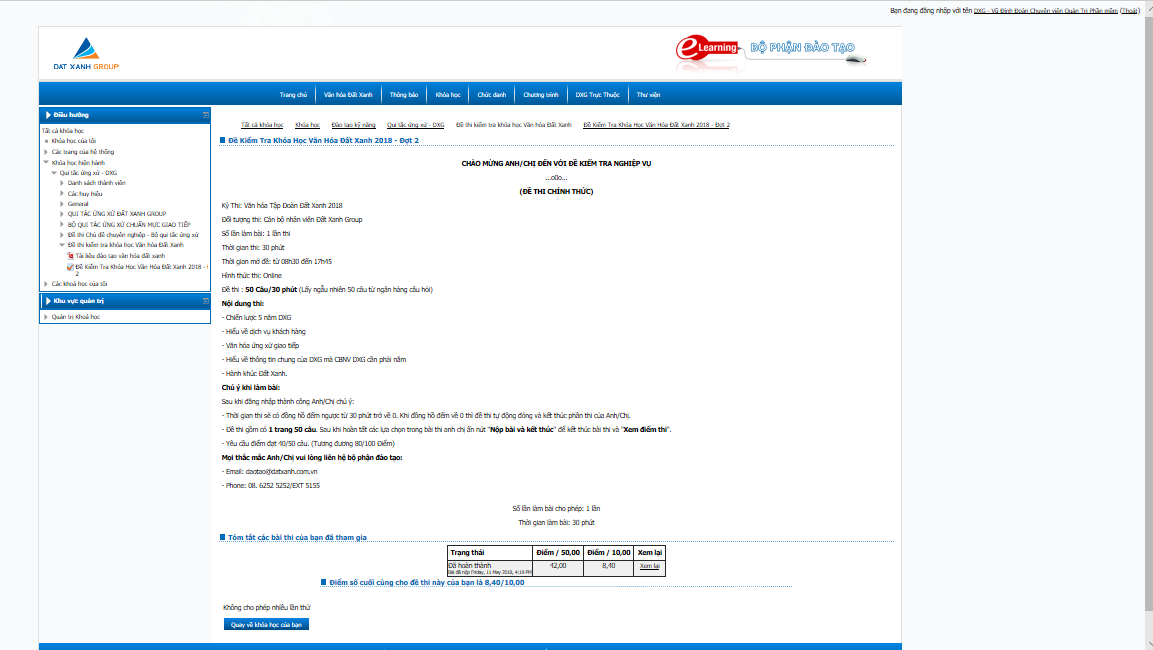 Bạn đang đăng nhập với tên DXG - Vũ Đình Đoàn Chuyên viên Quản Trị Phần mềm (Thoát)
DAT XANH GROUP
eLearning BỘ PHẬN ĐÀO TẠO
Trang chủ Văn hóa Đất Xanh Thông báo Khóa học Chức danh Chương trình DXG Trực Thuộc Thư viện
Điều hướng
Tất cả khóa học
Khóa học của tôi
Các trang của hệ thống
Khóa học hiện hành
Qui tắc ứng xử - DXG
Danh sách thành viên
Các huy hiệu
General
QUI TẮC ỨNG XỬ ĐẤT XANH GROUP
BỘ QUI TẮC ỨNG XỬ CHUẨN MỰC GIAO TIẾP
Đề thi Chủ đề chuyên nghiệp - Bộ qui tắc ứng xử
Đề thi kiểm tra khóa học Văn hóa Đất Xanh
Tài liệu đào tạo văn hóa đất xanh
Đề Kiểm Tra Khóa Học Văn Hóa Đất Xanh 2018 -
2
Các khoá học của tôi
Khu vực quản trị
Quản trị Khoá học
Tất cả khóa học Khóa học Đào tạo kỹ năng Qui tắc ứng xử - DXG Đề thi kiểm tra khóa học Văn hóa Đất Xanh Đề Kiểm Tra Khóa Học Văn Hóa Đất Xanh 2018 - Đợt 2
Đề Kiểm Tra Khóa Học Văn Hóa Đất Xanh 2018 - Đợt 2
CHÀO MỪNG ANH/CHỊ ĐẾN VỚI ĐỀ KIỂM TRA NGHIỆP VỤ
...o0o...
(ĐỀ THI CHÍNH THỨC)
Kỳ Thi: Văn hóa Tập Đoàn Đất Xanh 2018
Đối tượng thi: Cán bộ nhân viên Đất Xanh Group
Số lần làm bài: 1 lần thi
Thời gian thi: 30 phút
Thời gian mở đề: từ 08h30 đến 17h45
Hình thức thi: Online
Đề thi : 50 Câu/30 phút (Lấy ngẫu nhiên 50 câu từ ngân hàng câu hỏi)
Nội dung thi:
- Chiến lược 5 năm DXG
- Hiểu về dịch vụ khách hàng
- Văn hóa ứng xử giao tiếp
- Hiểu về thông tin chung của DXG mà CBNV DXG cần phải nắm
- Hành khúc Đất Xanh.
Chú ý khi làm bài:
Sau khi đăng nhập thành công Anh/Chị chú ý:
- Thời gian thi sẽ có đồng hồ đếm ngược từ 30 phút trở về 0. Khi đồng hồ đếm về 0 thì đề thi tự động đóng và kết thúc phần thi của Anh/Chị.
- Đề thi gồm có 1 trang 50 câu. Sau khi hoàn tất các lựa chọn trong bài thi anh chị ấn nút "Nộp bài và kết thúc" để kết thúc bài thi và "Xem điểm thi".
- Yêu cầu điểm đạt 40/50 câu. (Tương đương 80/100 Điểm)
Mọi thắc mắc Anh/Chị vui lòng liên hệ bộ phận đào tạo:
- Email: daotao@datxanh.com.vn
- Phone: 08. 6252 5252/EXT 5155
Số lần làm bài cho phép: 1 lần
Thời gian làm bài: 30 phút
Tóm tắt các bài thi của bạn đã tham gia
Trạng thái Điểm / 50,00 Điểm / 10,00 Xem lại
Đã hoàn thành 42,00 8,40 Xem lại
Bài đã nộp Friday, 11 May 2018, 4:19 PM
Điểm số cuối cùng cho đề thi này của bạn là 8,40/10,00
Không cho phép nhiều lần thử
Quay về khóa học của bạn